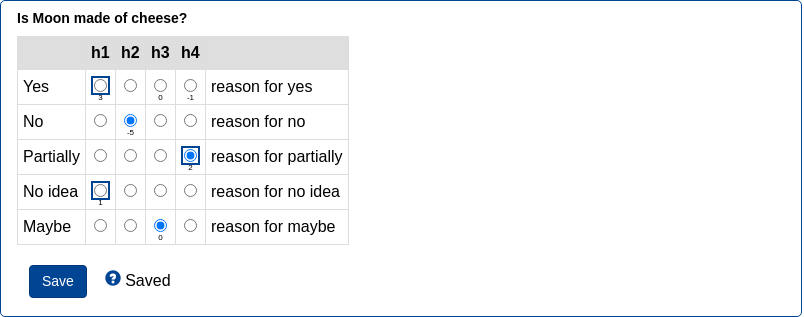 Is Moon made of cheese?
h1 h2 h3 h4
Yes reason for yes
3 0 -1
No reason for no
-5
Partially reason for partially
2
No idea reason for no idea
1
Maybe reason for maybe
0
Save ? Saved